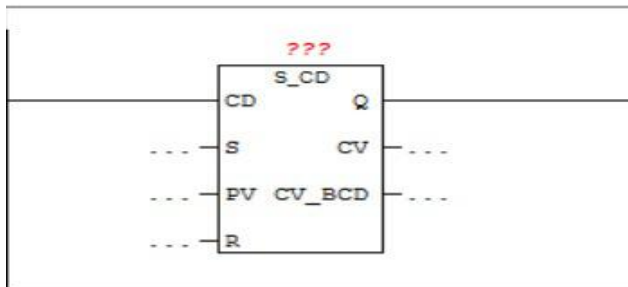 ???
S_CD
CD Q
... S CV ...
... PV CV_BCD ...
... R